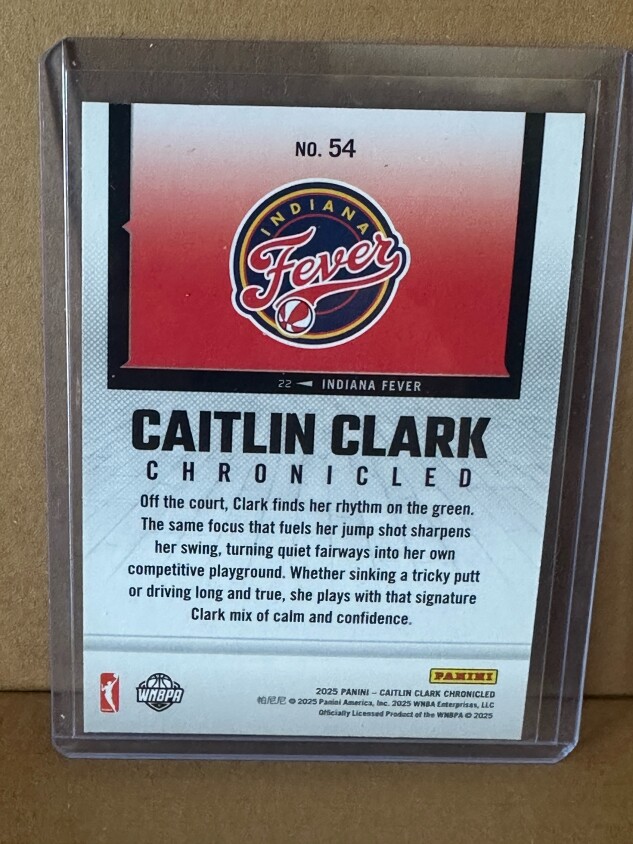 NO. 54
INDIANA
Fever
22 INDIANA FEVER
CAITLIN CLARK
CHRONICLED
Off the court, Clark finds her rhythm on the green.
The same focus that fuels her jump shot sharpens
her swing, turning quiet fairways into her own
competitive playground. Whether sinking a tricky putt
or driving long and true, she plays with that signature
Clark mix of calm and confidence.
PANINI
WNBPA
2025 PANINI – CAITLIN CLARK CHRONICLED
帕尼尼 © 2025 Panini America, Inc. 2025 WNBA Enterprises, LLC
Officially Licensed Product of the WNBPA © 2025